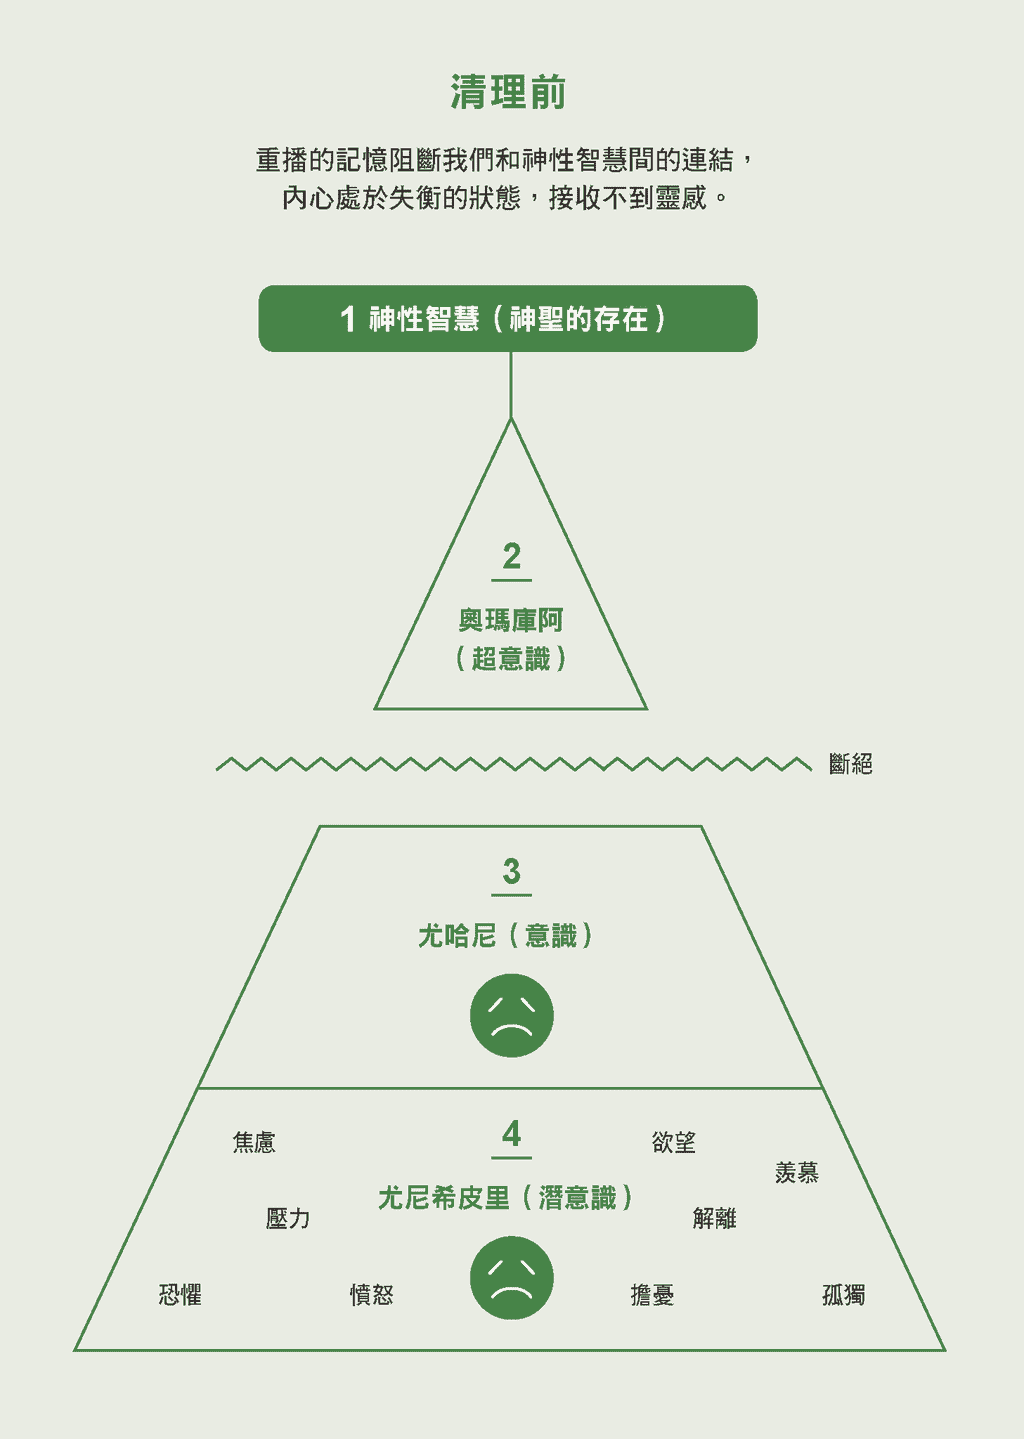 清理前
重播的記憶阻斷我們和神性智慧間的連結，
內心處於失衡的狀態，接收不到靈感。
1 神性智慧（神聖的存在）
2
奧瑪庫阿
（超意識）
斷絕
3
尤哈尼（意識）
4
焦慮
欲望
羨慕
尤尼希皮里（潛意識）
壓力
解離
恐懼
憤怒
擔憂
孤獨